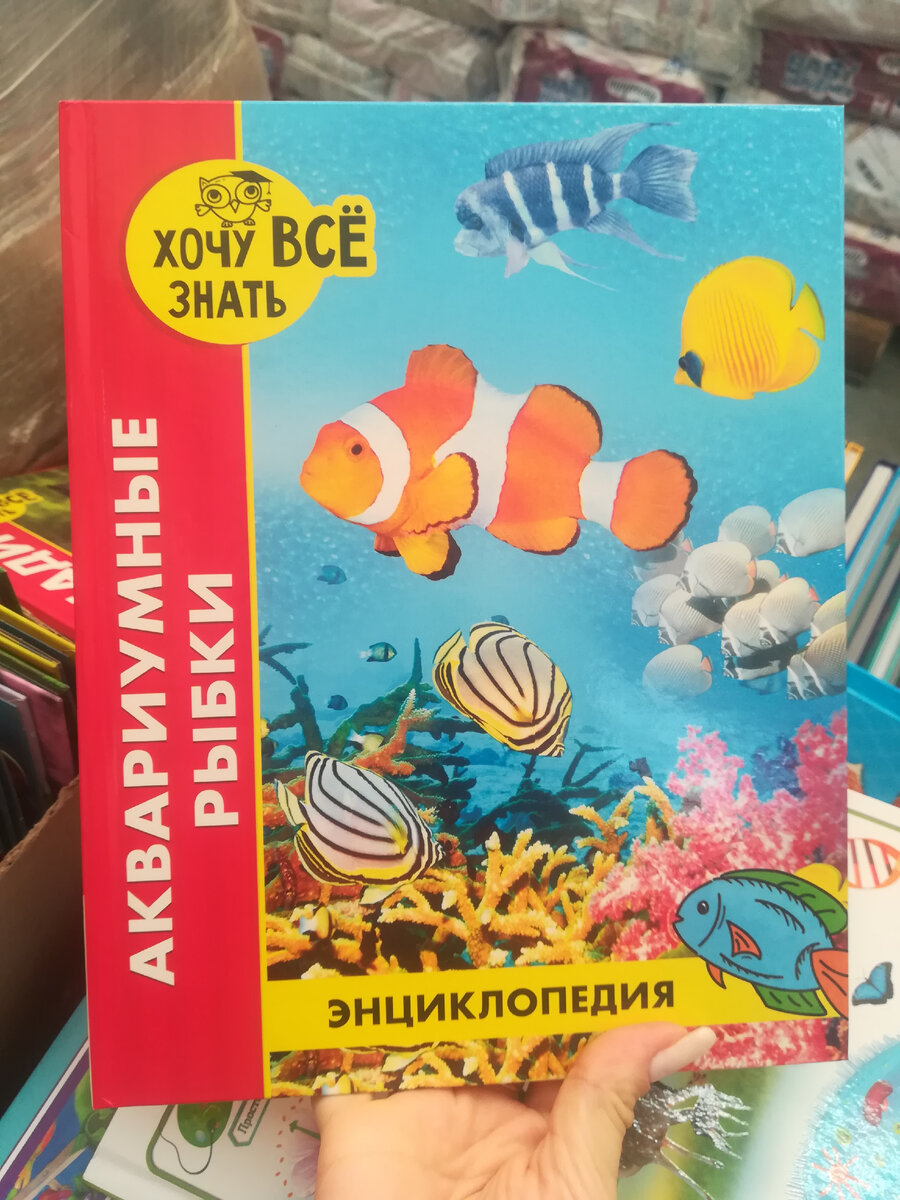 ХОЧУ ВСЁ
ЗНАТЬ
АКВАРИУМНЫЕ
РЫБКИ
ЭНЦИКЛОПЕДИЯ